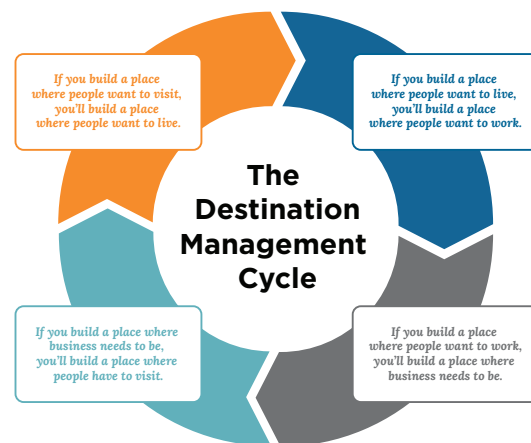 If you build a place
where people want to visit,
you'll build a place
where people want to live.
If you build a place
where people want to live,
you'll build a place
where people want to work.
The
Destination
Management
Cycle
If you build a place where
business needs to be,
you'll build a place where
people have to visit.
If you build a place
where people want to work,
you'll build a place where
business needs to be.